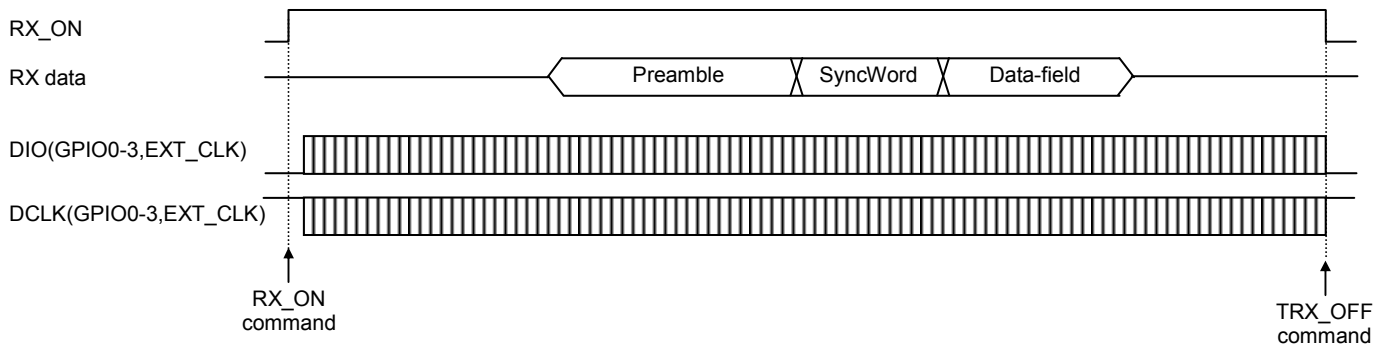 RX_ON
RX data
Preamble
SyncWord
Data-field
DIO(GPIO0-3,EXT_CLK)
DCLK(GPIO0-3,EXT_CLK)
RX_ON
command
TRX_OFF
command